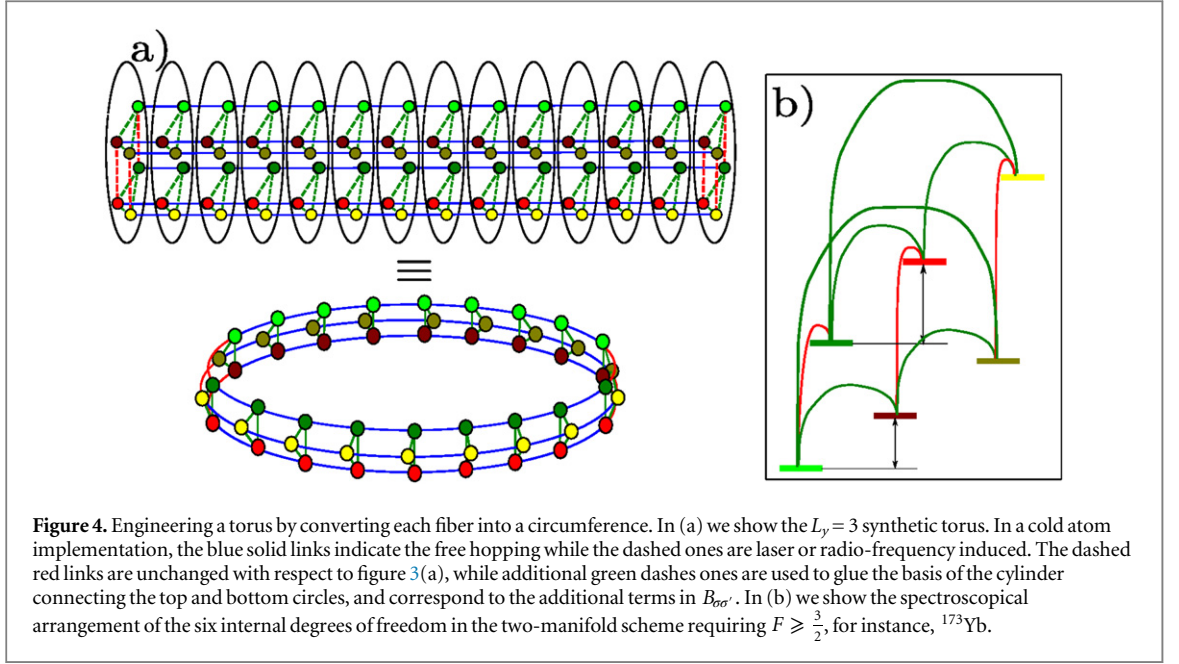 a)
b)
≡
Figure 4. Engineering a torus by converting each fiber into a circumference. In (a) we show the L_y = 3 synthetic torus. In a cold atom
implementation, the blue solid links indicate the free hopping while the dashed ones are laser or radio-frequency induced. The dashed
red links are unchanged with respect to figure 3(a), while additional green dashes ones are used to glue the basis of the cylinder
connecting the top and bottom circles, and correspond to the additional terms in B_σσ′. In (b) we show the spectroscopical
arrangement of the six internal degrees of freedom in the two-manifold scheme requiring F ⩾ 3/2, for instance, ¹⁷³Yb.